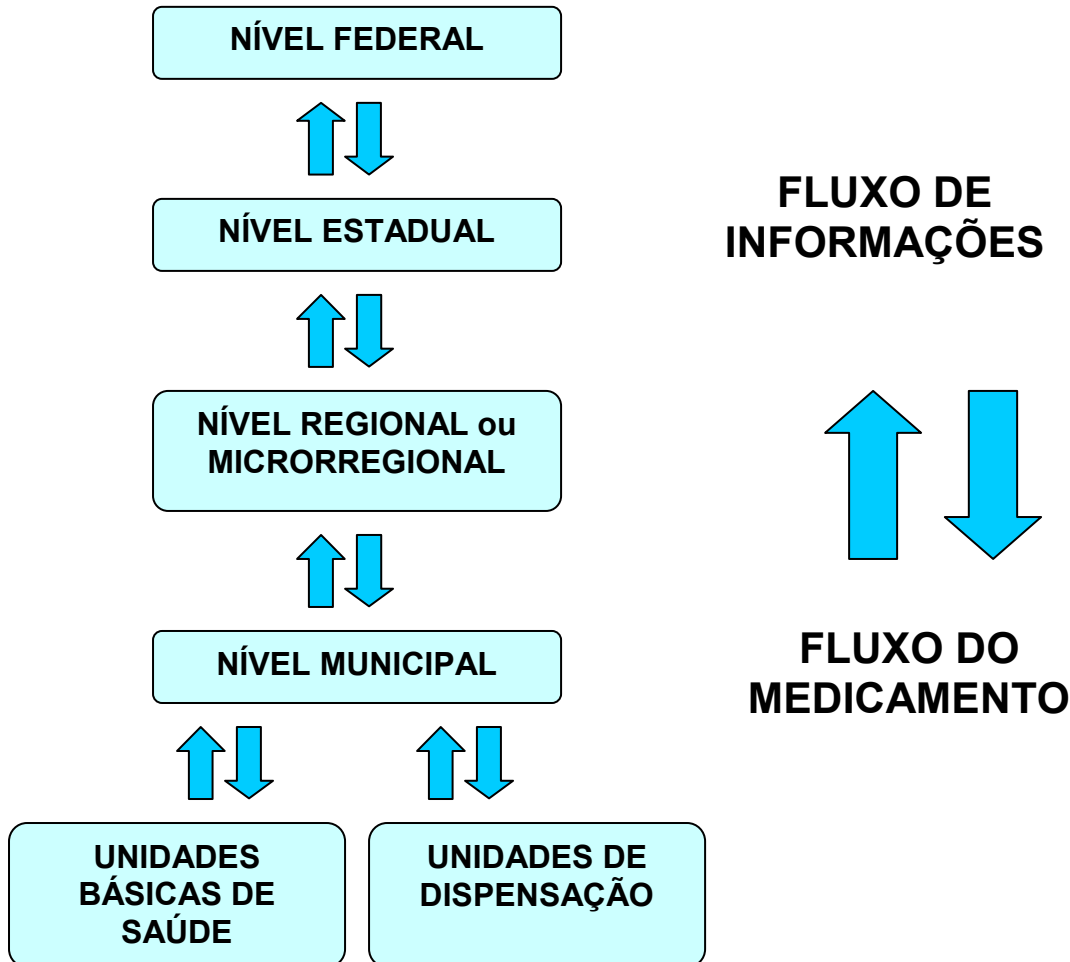 NÍVEL FEDERAL
NÍVEL ESTADUAL
NÍVEL REGIONAL ou
MICRORREGIONAL
NÍVEL MUNICIPAL
UNIDADES
BÁSICAS DE
SAÚDE
UNIDADES DE
DISPENSAÇÃO
FLUXO DE
INFORMAÇÕES
FLUXO DO
MEDICAMENTO